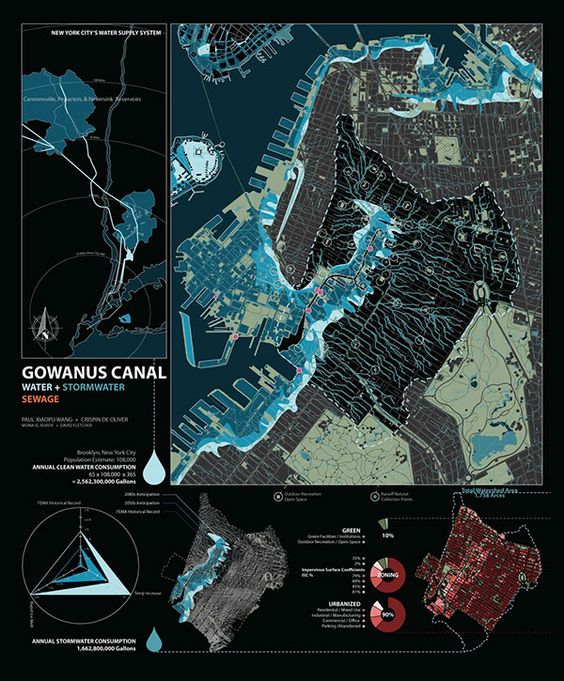 NEW YORK CITY'S WATER SUPPLY SYSTEM
Cannonsville, Pepacton, & Neversink Reservoirs
GOWANUS CANAL
WATER + STORMWATER
SEWAGE
PAUL XIAOPU WANG + CRISPIN DE OLIVER
MONA EL KHAFIF + DAVID FLETCHER
Brooklyn, New York City
Population Estimate: 108,000
ANNUAL CLEAN WATER CONSUMPTION
65 x 108,000 x 365
= 2,562,300,000 Gallons
2080s Anticipation
2050s Anticipation
FEMA Historical Record
FEMA Historical Record
Temp Increase
ANNUAL STORMWATER CONSUMPTION
1,662,800,000 Gallons
Outdoor Recreation
Open Space
Runoff Natural
Collection Points
Total Watershed Area
1,758 Acres
GREEN
Green Facilities / Institutions
Outdoor Recreation / Open Space
10%
Impervious Surface Coefficients
ISC %
35%
2%
79%
89%
85%
81%
ZONING
URBANIZED
Residential / Mixed Use
Industrial / Manufacturing
Commercial / Office
Parking /Abandoned
90%